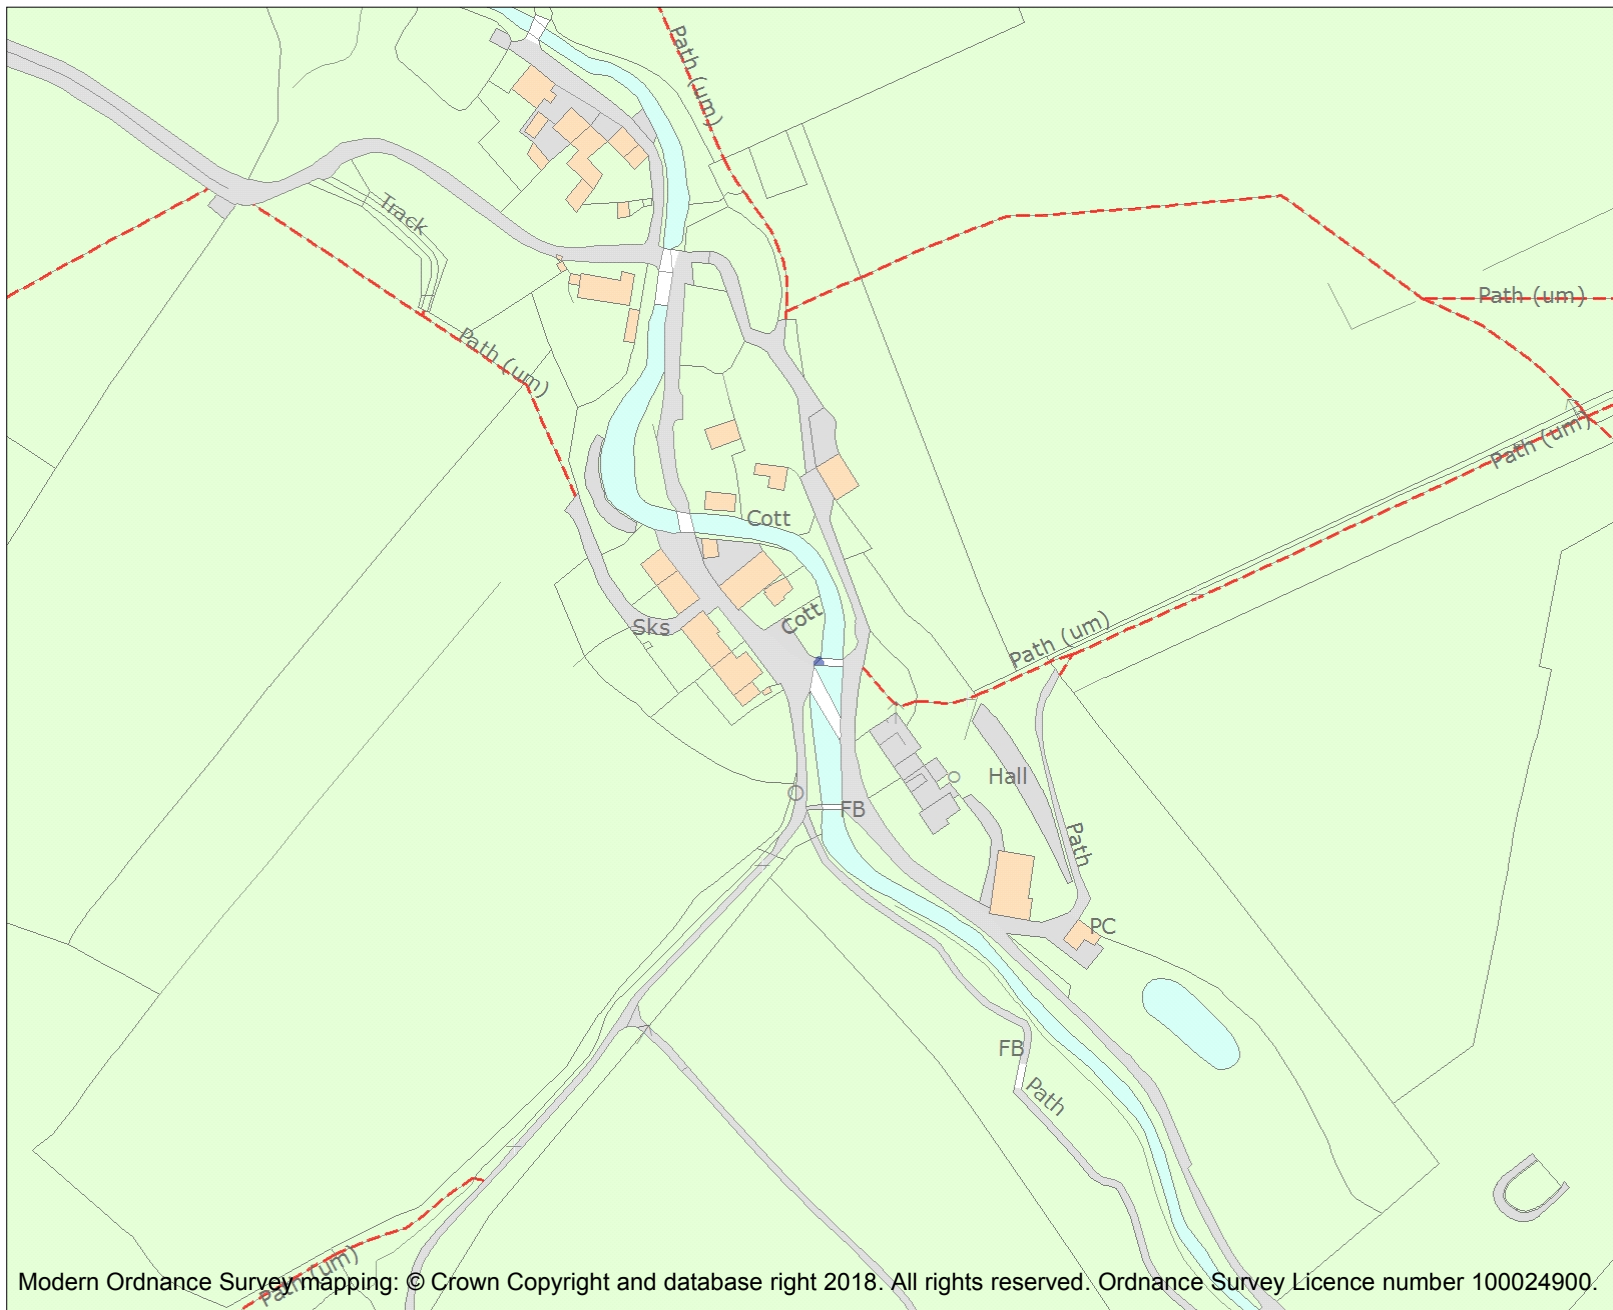 Path (um)
Track
Path (um)
Path (um)
Path (um)
Cott
Cott
Sks
Path (um)
Hall
FB
Path
PC
FB
Path
Path (um)
Modern Ordnance Survey mapping: © Crown Copyright and database right 2018. All rights reserved. Ordnance Survey Licence number 100024900.